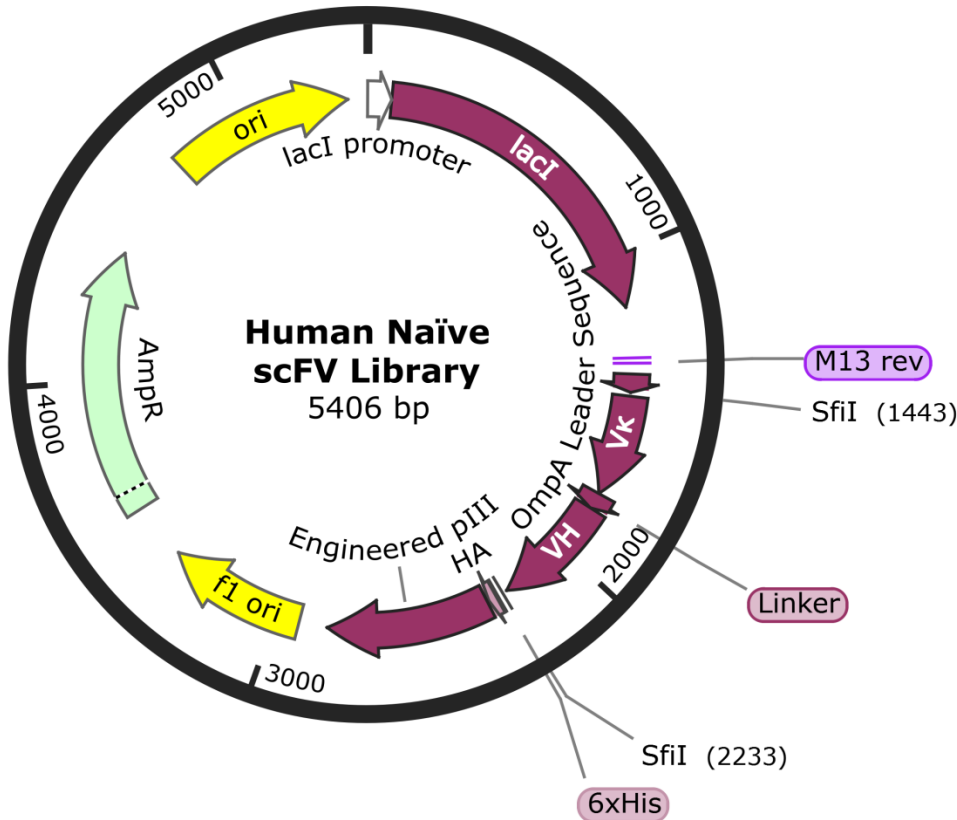 5000
ori
lacI promoter
lacI
1000
Human Naïve
scFV Library
5406 bp
OmpA Leader Sequence
M13 rev
SfiI (1443)
AmpR
4000
Vκ
Linker
2000
VH
Engineered pIII
HA
f1 ori
3000
SfiI (2233)
6xHis